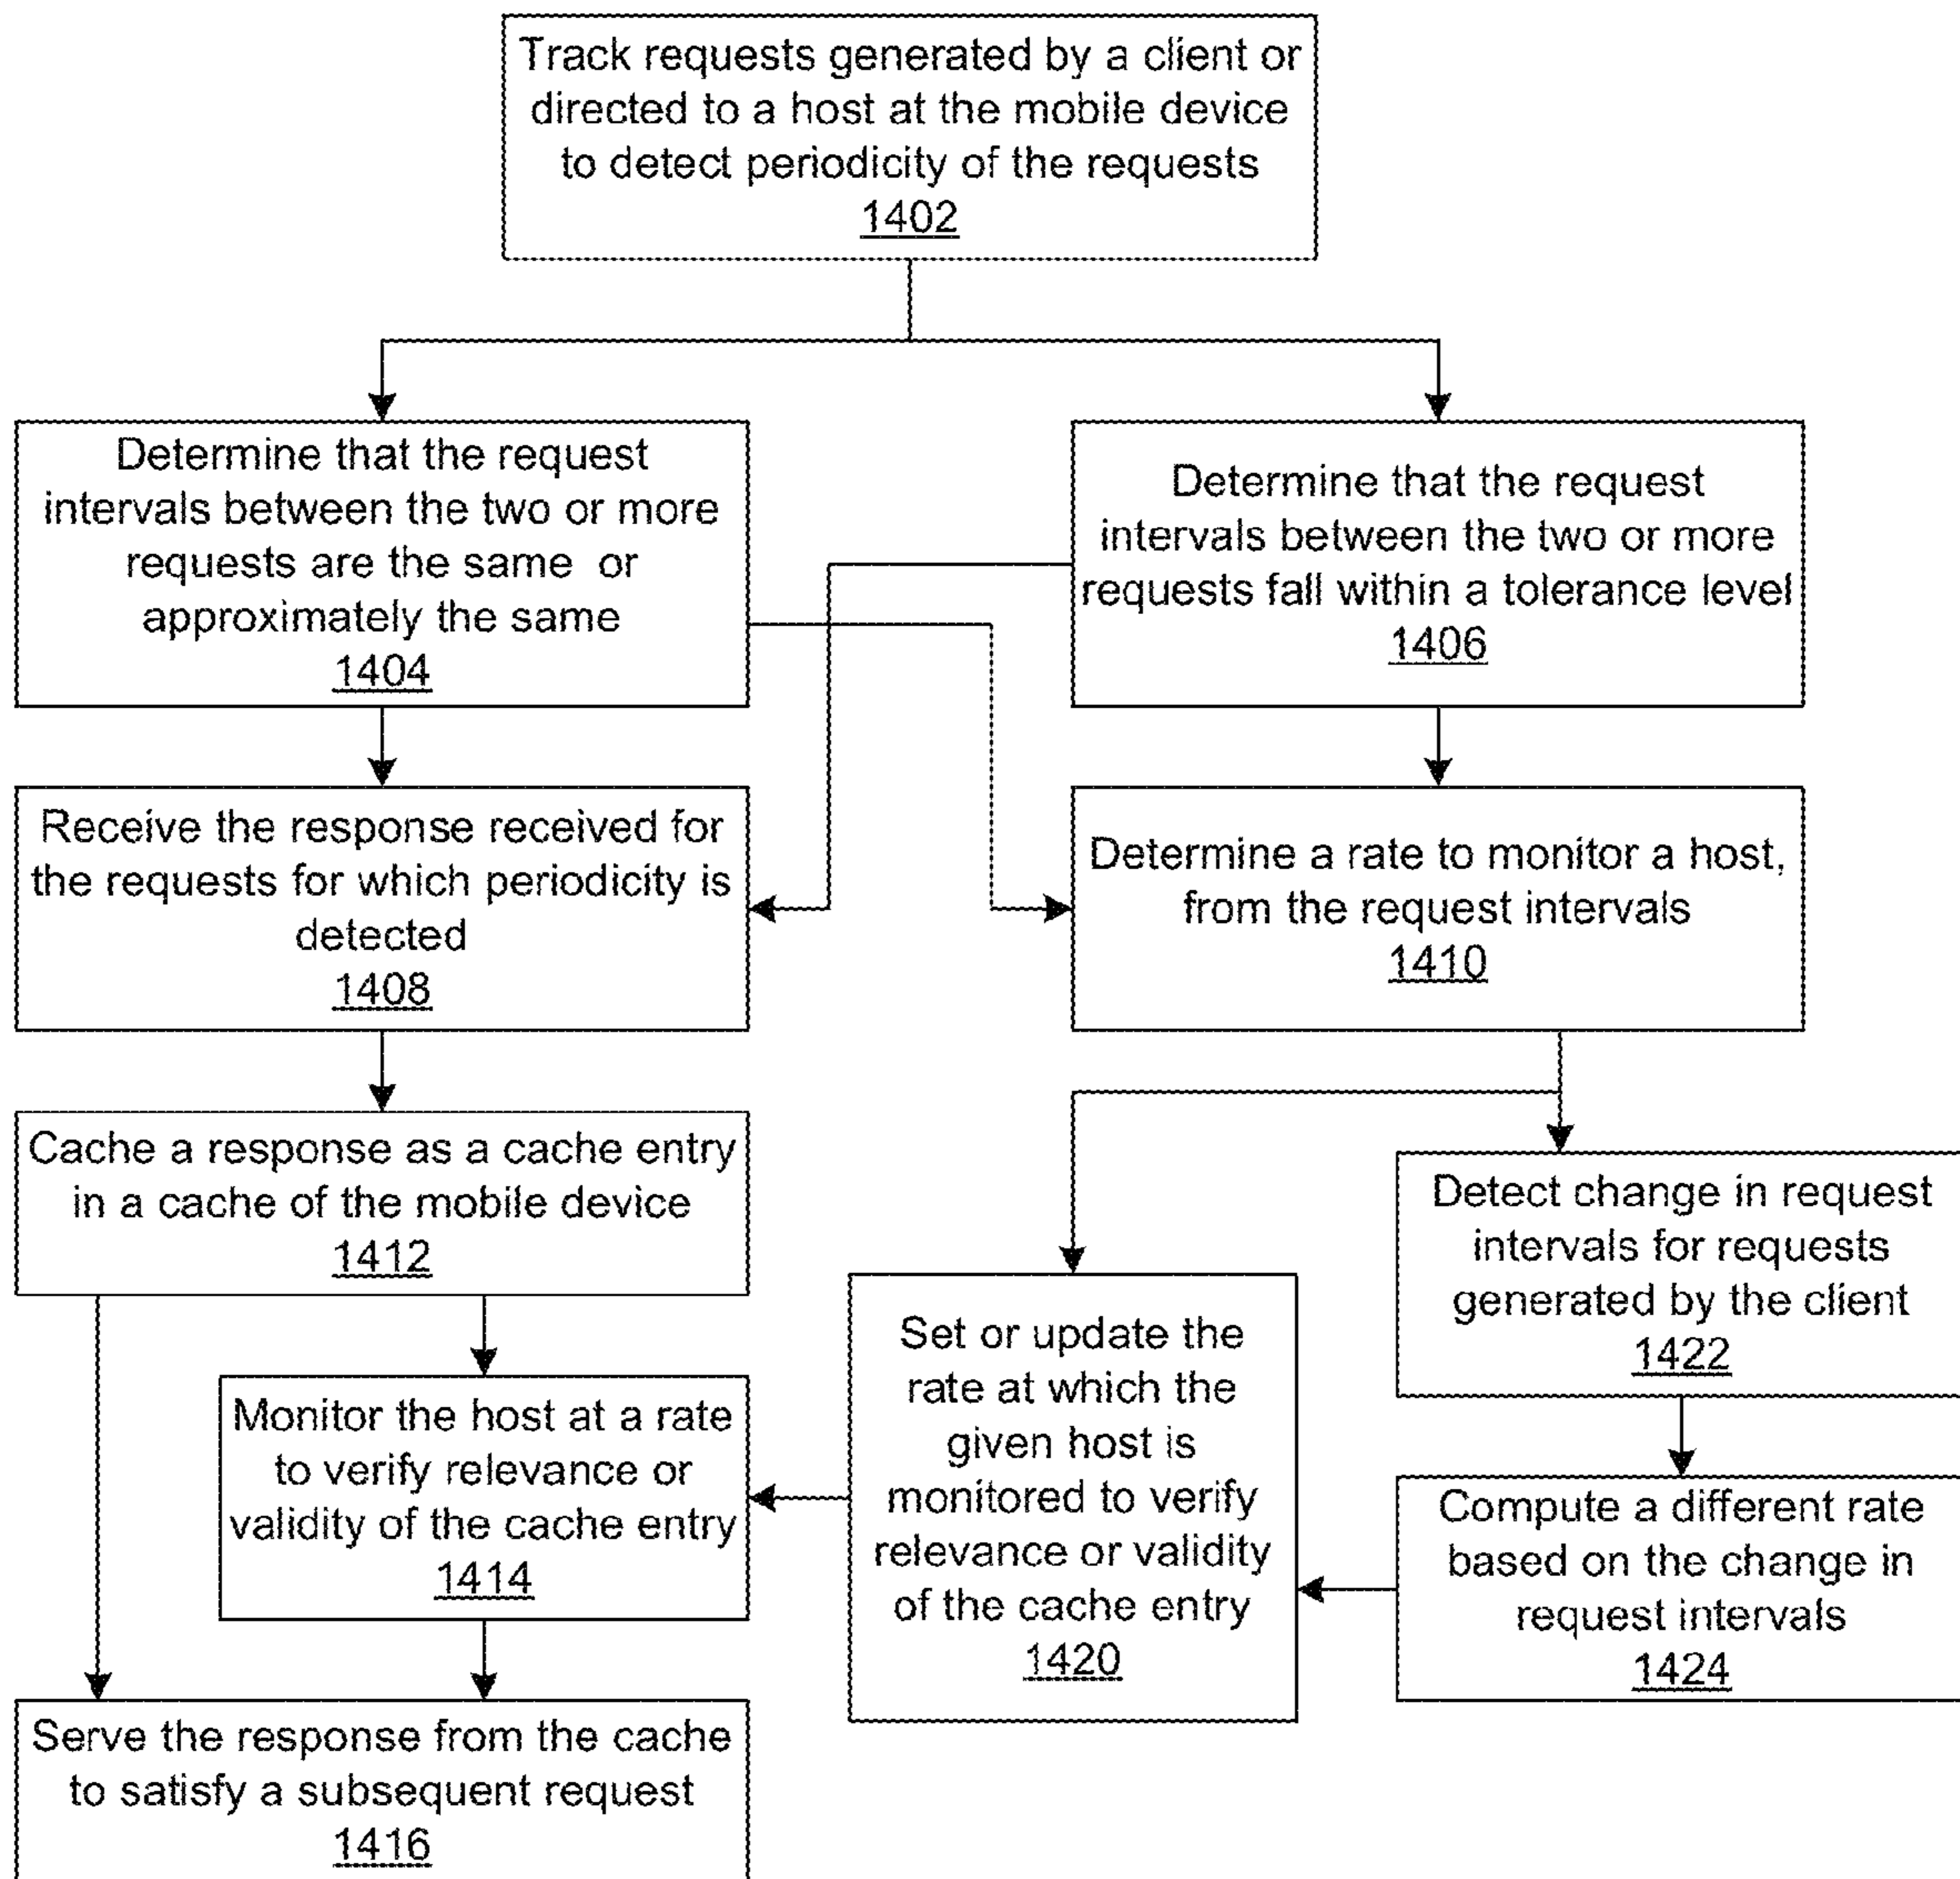 Track requests generated by a client or
directed to a host at the mobile device
to detect periodicity of the requests
1402
Determine that the request
intervals between the two or more
requests are the same or
approximately the same
1404
Determine that the request
intervals between the two or more
requests fall within a tolerance level
1406
Receive the response received for
the requests for which periodicity is
detected
1408
Determine a rate to monitor a host,
from the request intervals
1410
Cache a response as a cache entry
in a cache of the mobile device
1412
Detect change in request
intervals for requests
generated by the client
1422
Set or update the
rate at which the
given host is
monitored to verify
relevance or validity
of the cache entry
1420
Monitor the host at a rate
to verify relevance or
validity of the cache entry
1414
Compute a different rate
based on the change in
request intervals
1424
Serve the response from the cache
to satisfy a subsequent request
1416